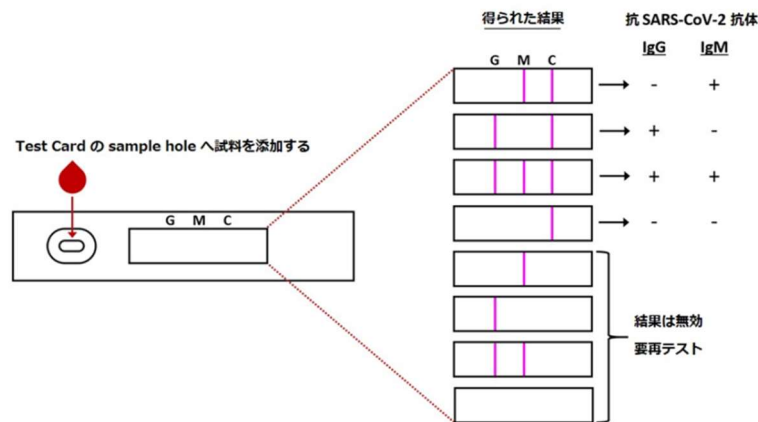 得られた結果
抗 SARS-CoV-2 抗体
IgG IgM
G M C
- +
Test Card の sample hole へ試料を添加する
+ -
+ +
G M C
- -
結果は無効
要再テスト